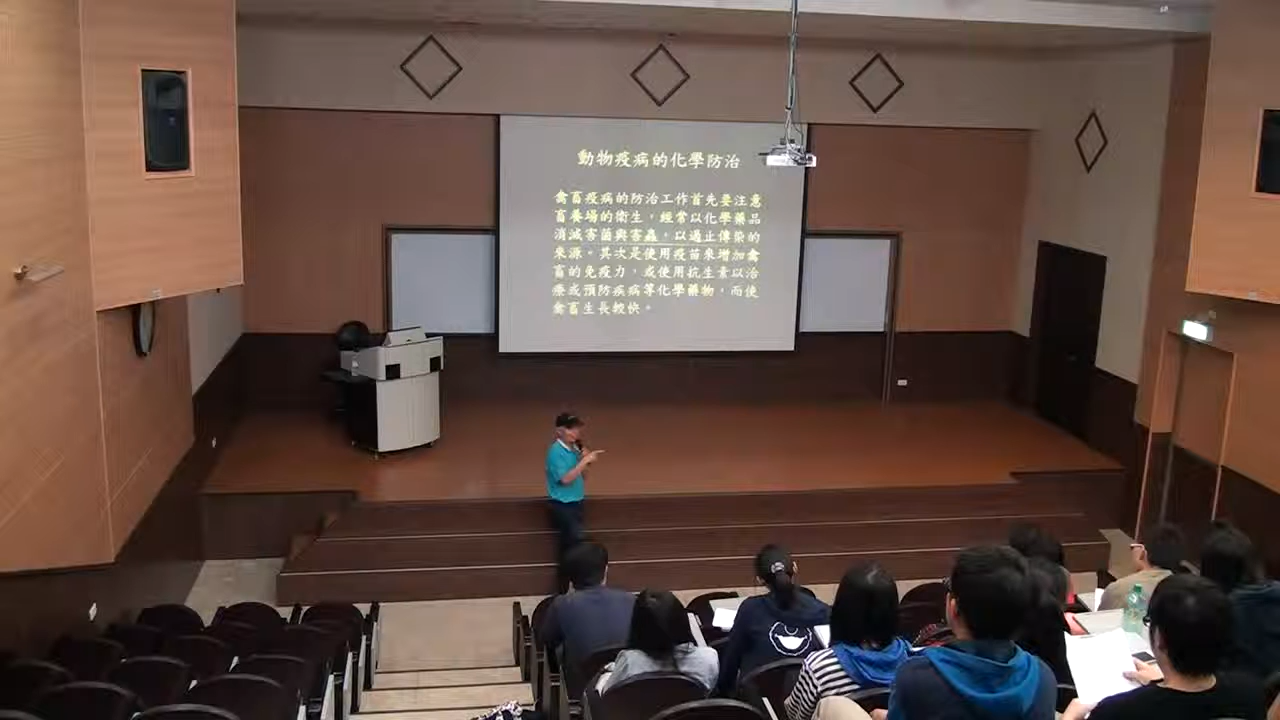 動物疫病的化學防治
禽畜疫病的防治工作首先要注意
畜養場的衛生，經常以化學藥品
消滅害菌與害蟲，以遏止傳染的
來源。其次是使用疫苗來增加禽
畜的免疫力，或使用抗生素以治
療或預防疾病等化學藥物，而使
禽畜生長較快。